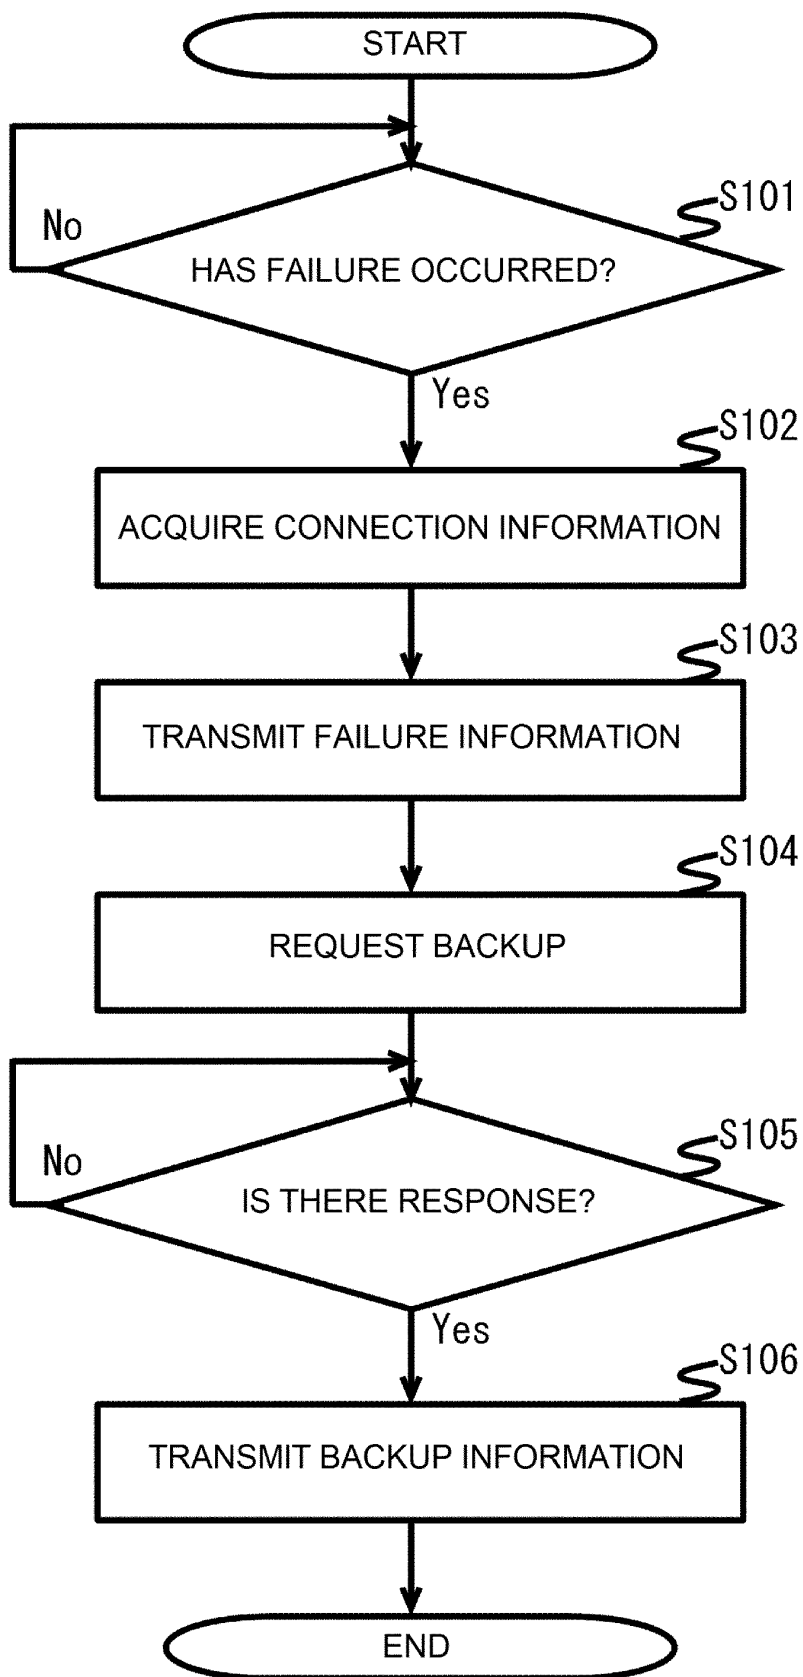 START
S101
No
HAS FAILURE OCCURRED?
Yes
S102
ACQUIRE CONNECTION INFORMATION
S103
TRANSMIT FAILURE INFORMATION
S104
REQUEST BACKUP
S105
No
IS THERE RESPONSE?
Yes
S106
TRANSMIT BACKUP INFORMATION
END